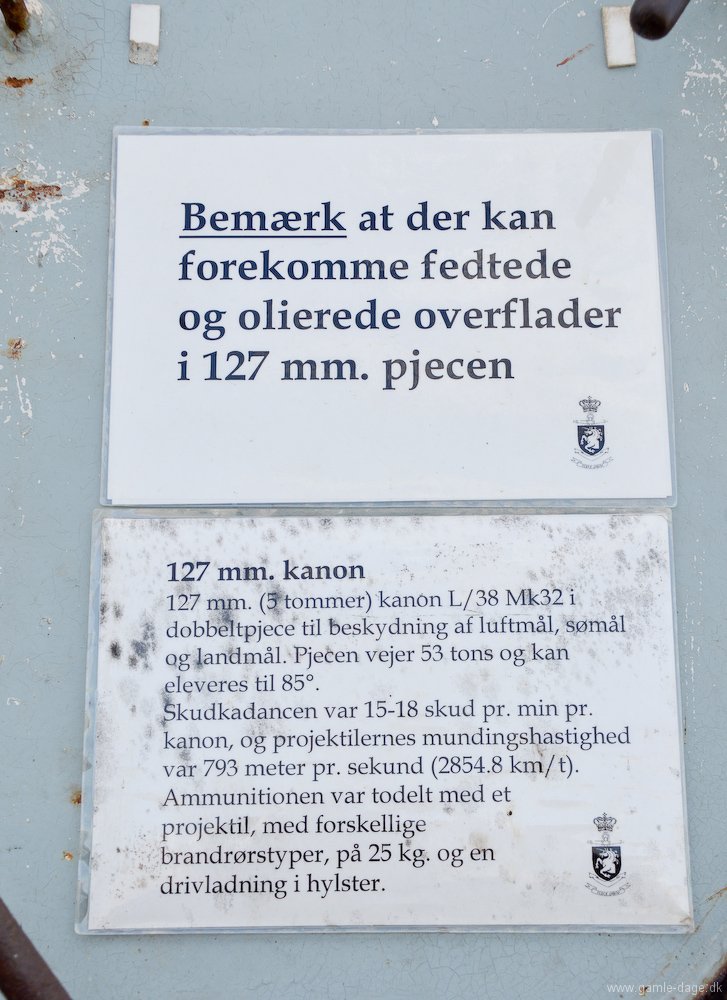 Bemærk at der kan
forekomme fedtede
og olierede overflader
i 127 mm. pjecen
127 mm. kanon
127 mm. (5 tommer) kanon L/38 Mk32 i
dobbeltpjece til beskydning af luftmål, sømål
og landmål. Pjecen vejer 53 tons og kan
eleveres til 85°.
Skudkadancen var 15-18 skud pr. min pr.
kanon, og projektilernes mundingshastighed
var 793 meter pr. sekund (2854.8 km/t).
Ammunitionen var todelt med et
projektil, med forskellige
brandrørstyper, på 25 kg. og en
drivladning i hylster.
www.gamle-dage.dk